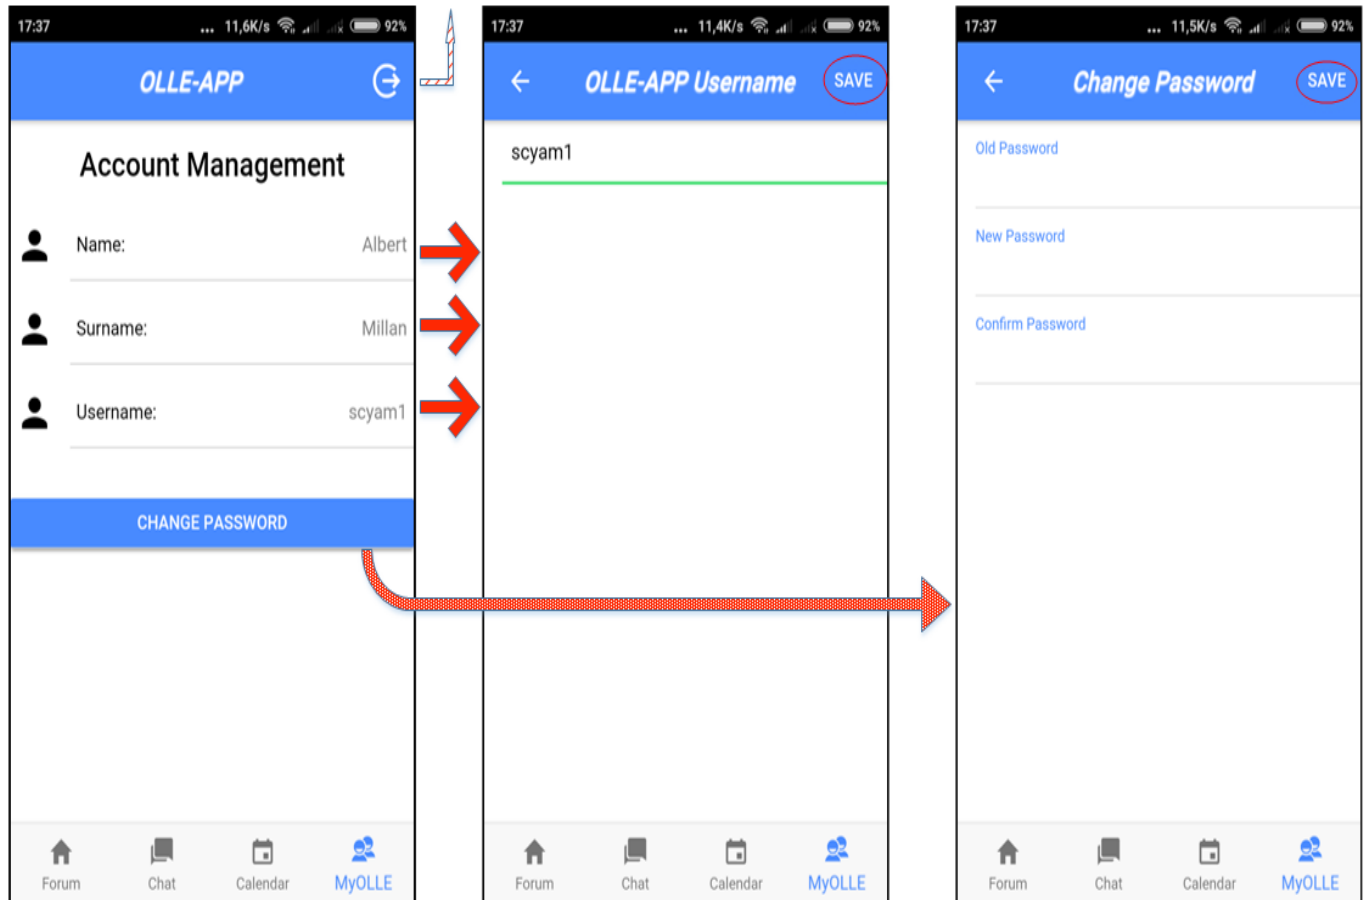 17:37 ... 11,6K/s 92%
OLLE-APP
Account Management
Name: Albert
Surname: Millan
Username: scyam1
CHANGE PASSWORD
Forum Chat Calendar MyOLLE
17:37 ... 11,4K/s 92%
OLLE-APP Username SAVE
scyam1
Forum Chat Calendar MyOLLE
17:37 ... 11,5K/s 92%
Change Password SAVE
Old Password
New Password
Confirm Password
Forum Chat Calendar MyOLLE